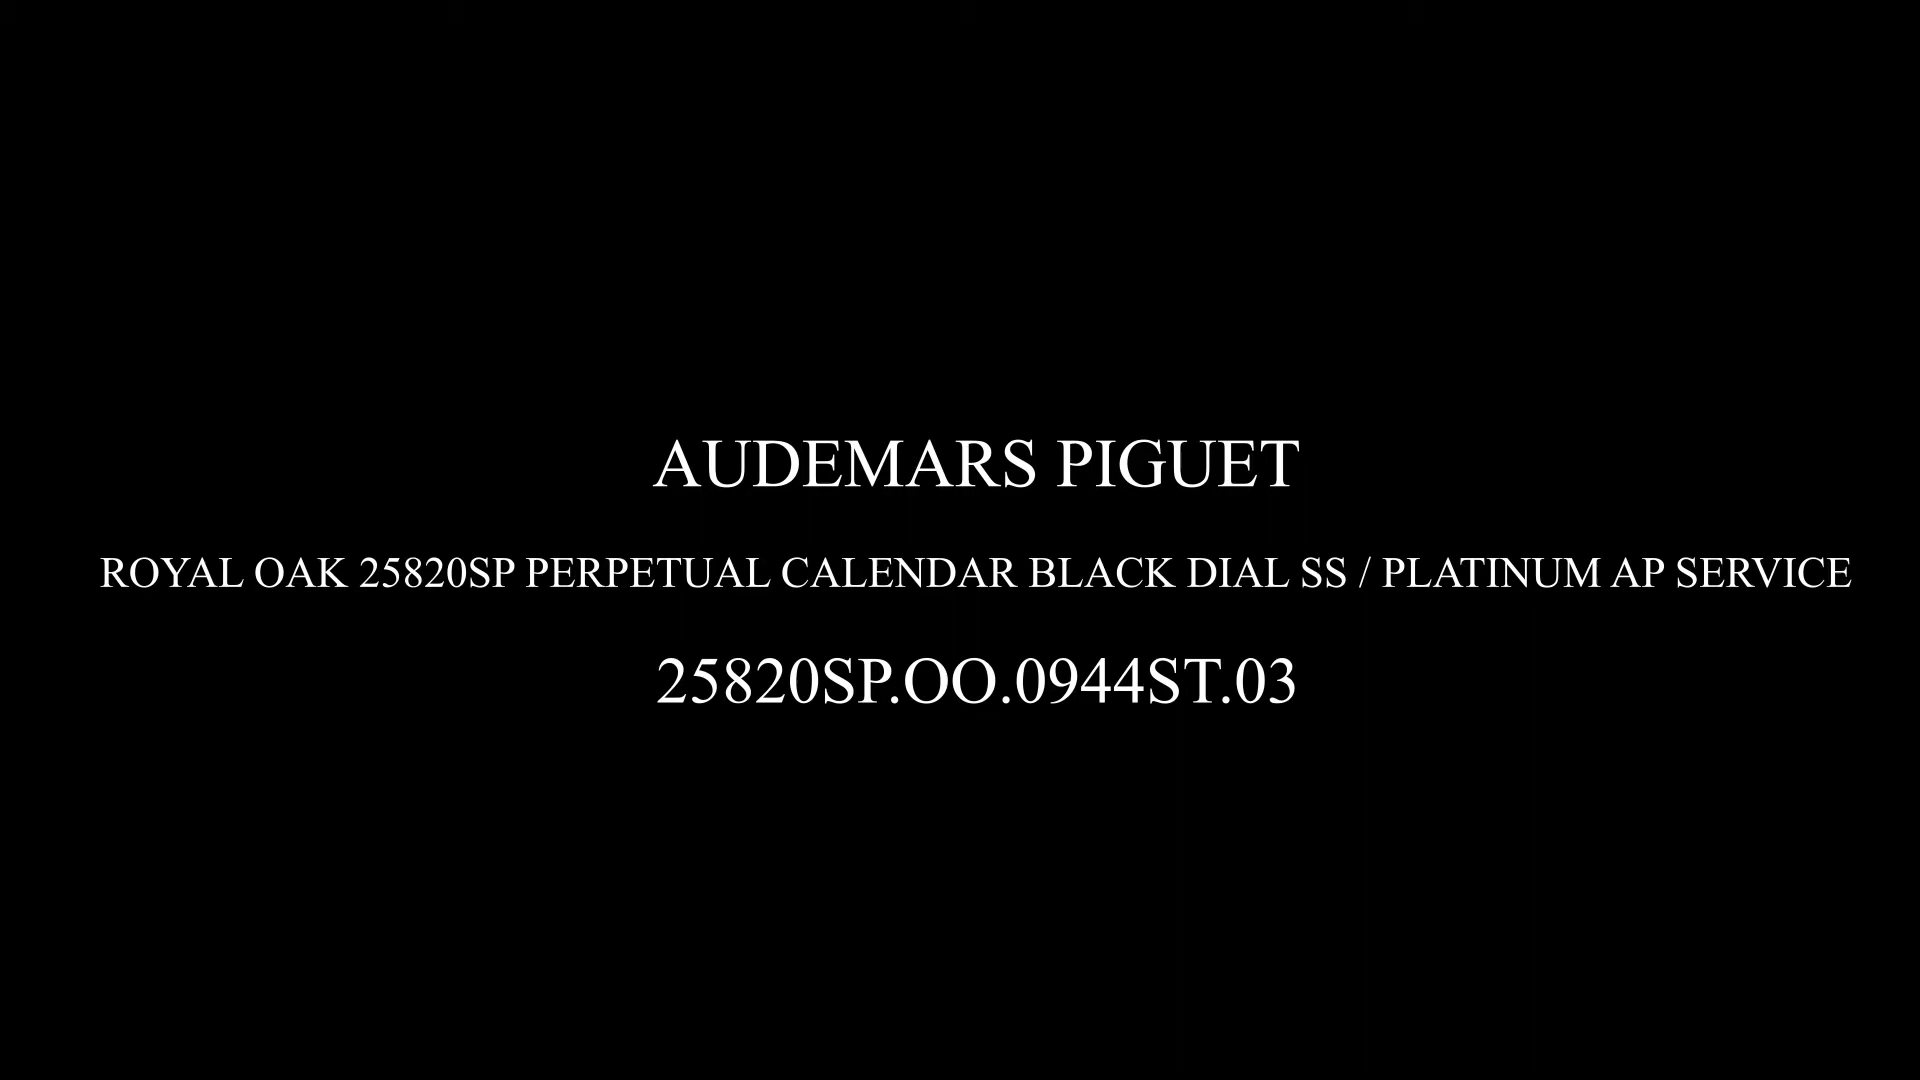 AUDEMARS PIGUET
ROYAL OAK 25820SP PERPETUAL CALENDAR BLACK DIAL SS / PLATINUM AP SERVICE
25820SP.OO.0944ST.03